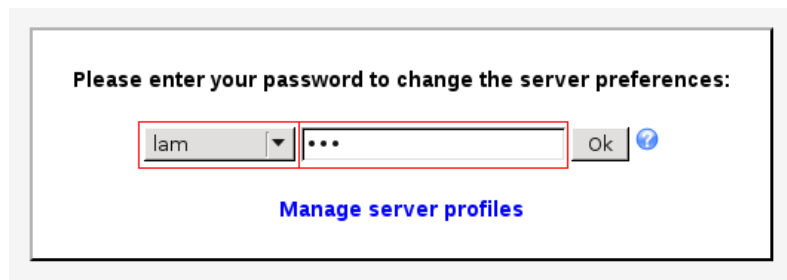 Please enter your password to change the server preferences:
lam ••• Ok
Manage server profiles